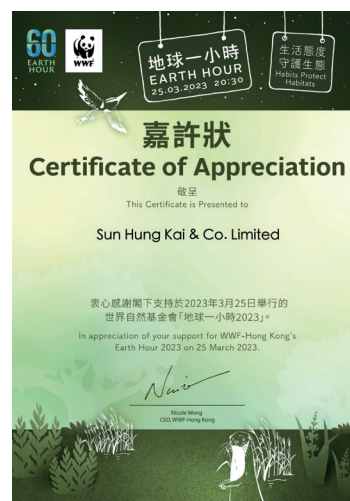 60
EARTH
HOUR
WWF
地球一小時
EARTH HOUR
25.03.2023 20:30
生活態度
守護生態
Habits Protect
Habitats
嘉許狀
Certificate of Appreciation
敬呈
This Certificate is Presented to
Sun Hung Kai & Co. Limited
衷心感謝閣下支持於2023年3月25日舉行的
世界自然基金會「地球一小時2023」。
In appreciation of your support for WWF-Hong Kong's
Earth Hour 2023 on 25 March 2023.
Nicole Wong
CEO, WWF-Hong Kong